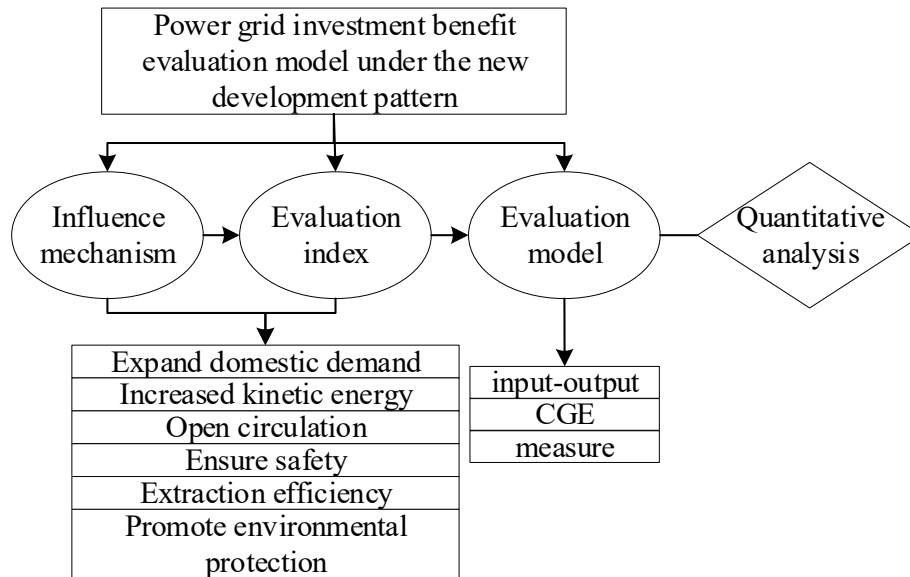 Power grid investment benefit
evaluation model under the new
development pattern
Influence
mechanism
Evaluation
index
Evaluation
model
Quantitative
analysis
Expand domestic demand
Increased kinetic energy
Open circulation
Ensure safety
Extraction efficiency
Promote environmental
protection
input-output
CGE
measure